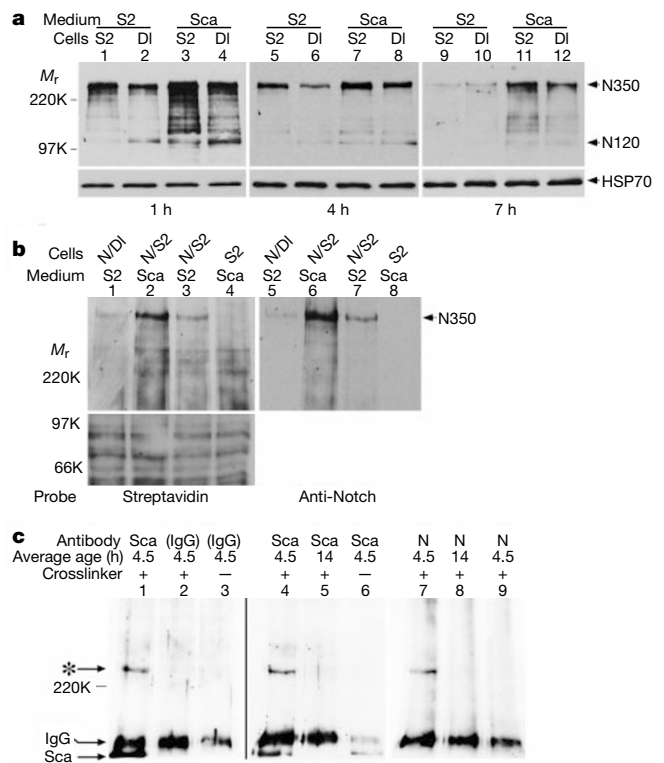 a
Medium S2 Sca S2 Sca S2 Sca
Cells S2 Dl S2 Dl S2 Dl S2 Dl S2 Dl S2 Dl
1 2 3 4 5 6 7 8 9 10 11 12
Mr
220K
97K
N350
N120
HSP70
1 h 4 h 7 h
b
Cells N/Dl N/S2 N/S2 S2 N/Dl N/S2 N/S2 S2
Medium S2 Sca S2 Sca S2 Sca S2 Sca
1 2 3 4 5 6 7 8
N350
Mr
220K
97K
66K
Probe Streptavidin Anti-Notch
c
Antibody Sca (IgG) (IgG) Sca Sca Sca N N N
Average age (h) 4.5 4.5 4.5 4.5 14 4.5 4.5 14 4.5
Crosslinker + + − + + − + + +
1 2 3 4 5 6 7 8 9
*
220K
IgG
Sca